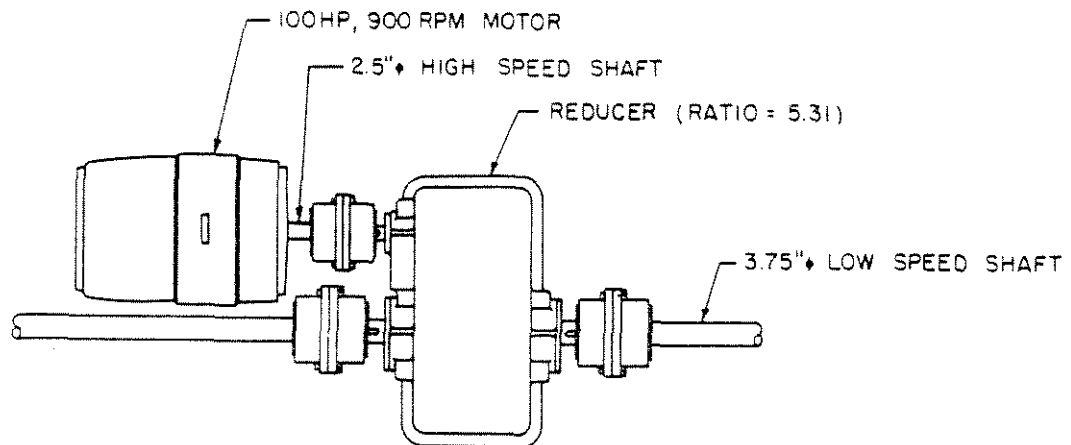 100HP, 900 RPM MOTOR
2.5"ϕ HIGH SPEED SHAFT
REDUCER (RATIO = 5.31)
3.75"ϕ LOW SPEED SHAFT